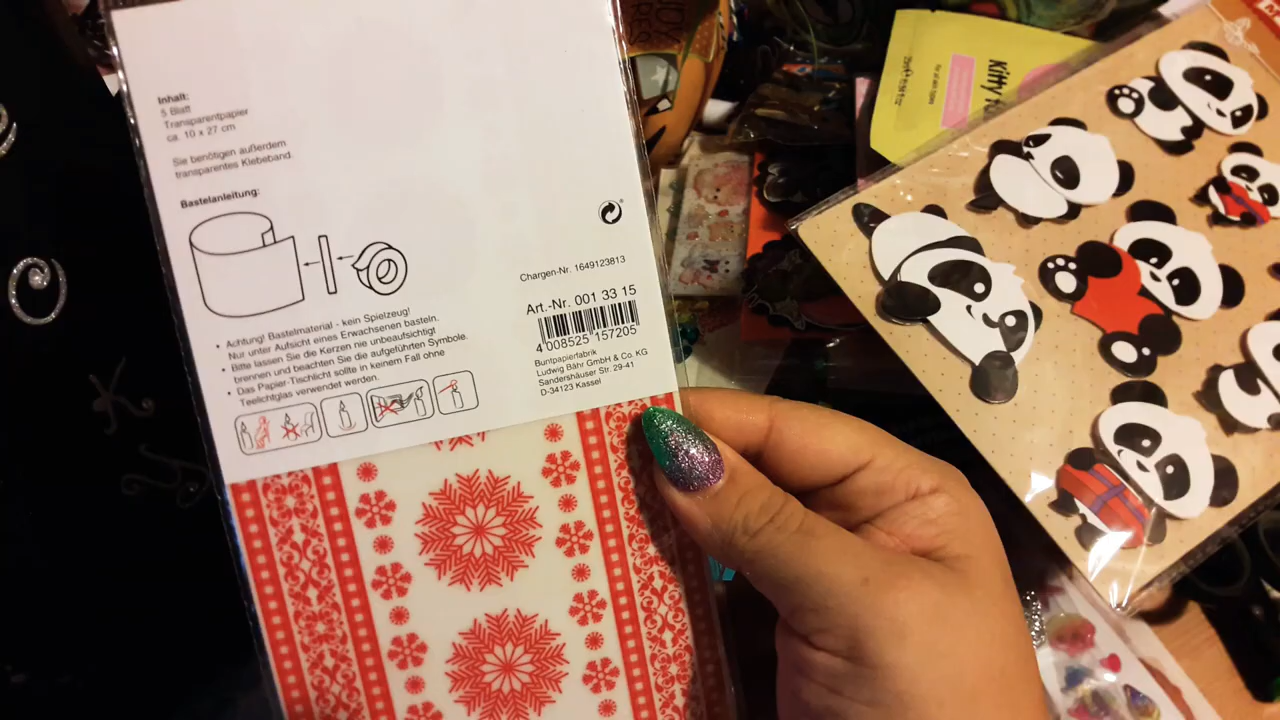 Inhalt:
5 Blatt
Transparentpapier
ca. 10 x 27 cm
Sie benötigen außerdem
transparentes Klebeband.
Bastelanleitung:
• Achtung! Bastelmaterial - kein Spielzeug!
Nur unter Aufsicht eines Erwachsenen basteln.
• Bitte lassen Sie die Kerzen nie unbeaufsichtigt
brennen und beachten Sie die aufgeführten Symbole.
• Das Papier-Tischlicht sollte in keinem Fall ohne
Teelichtglas verwendet werden.
Chargen-Nr. 1649123813
Art.-Nr. 001 33 15
4 008525 157205
Buntpapierfabrik
Ludwig Bähr GmbH & Co. KG
Sandershäuser Str. 29-41
D-34123 Kassel
Kitty